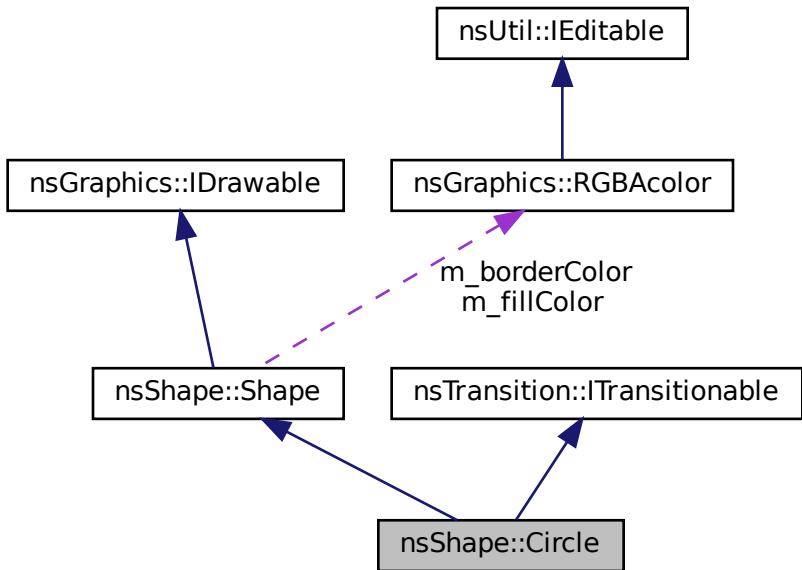 nsUtil::IEditable
nsGraphics::IDrawable
nsGraphics::RGBAcolor
m_borderColor
m_fillColor
nsShape::Shape
nsTransition::ITransitionable
nsShape::Circle